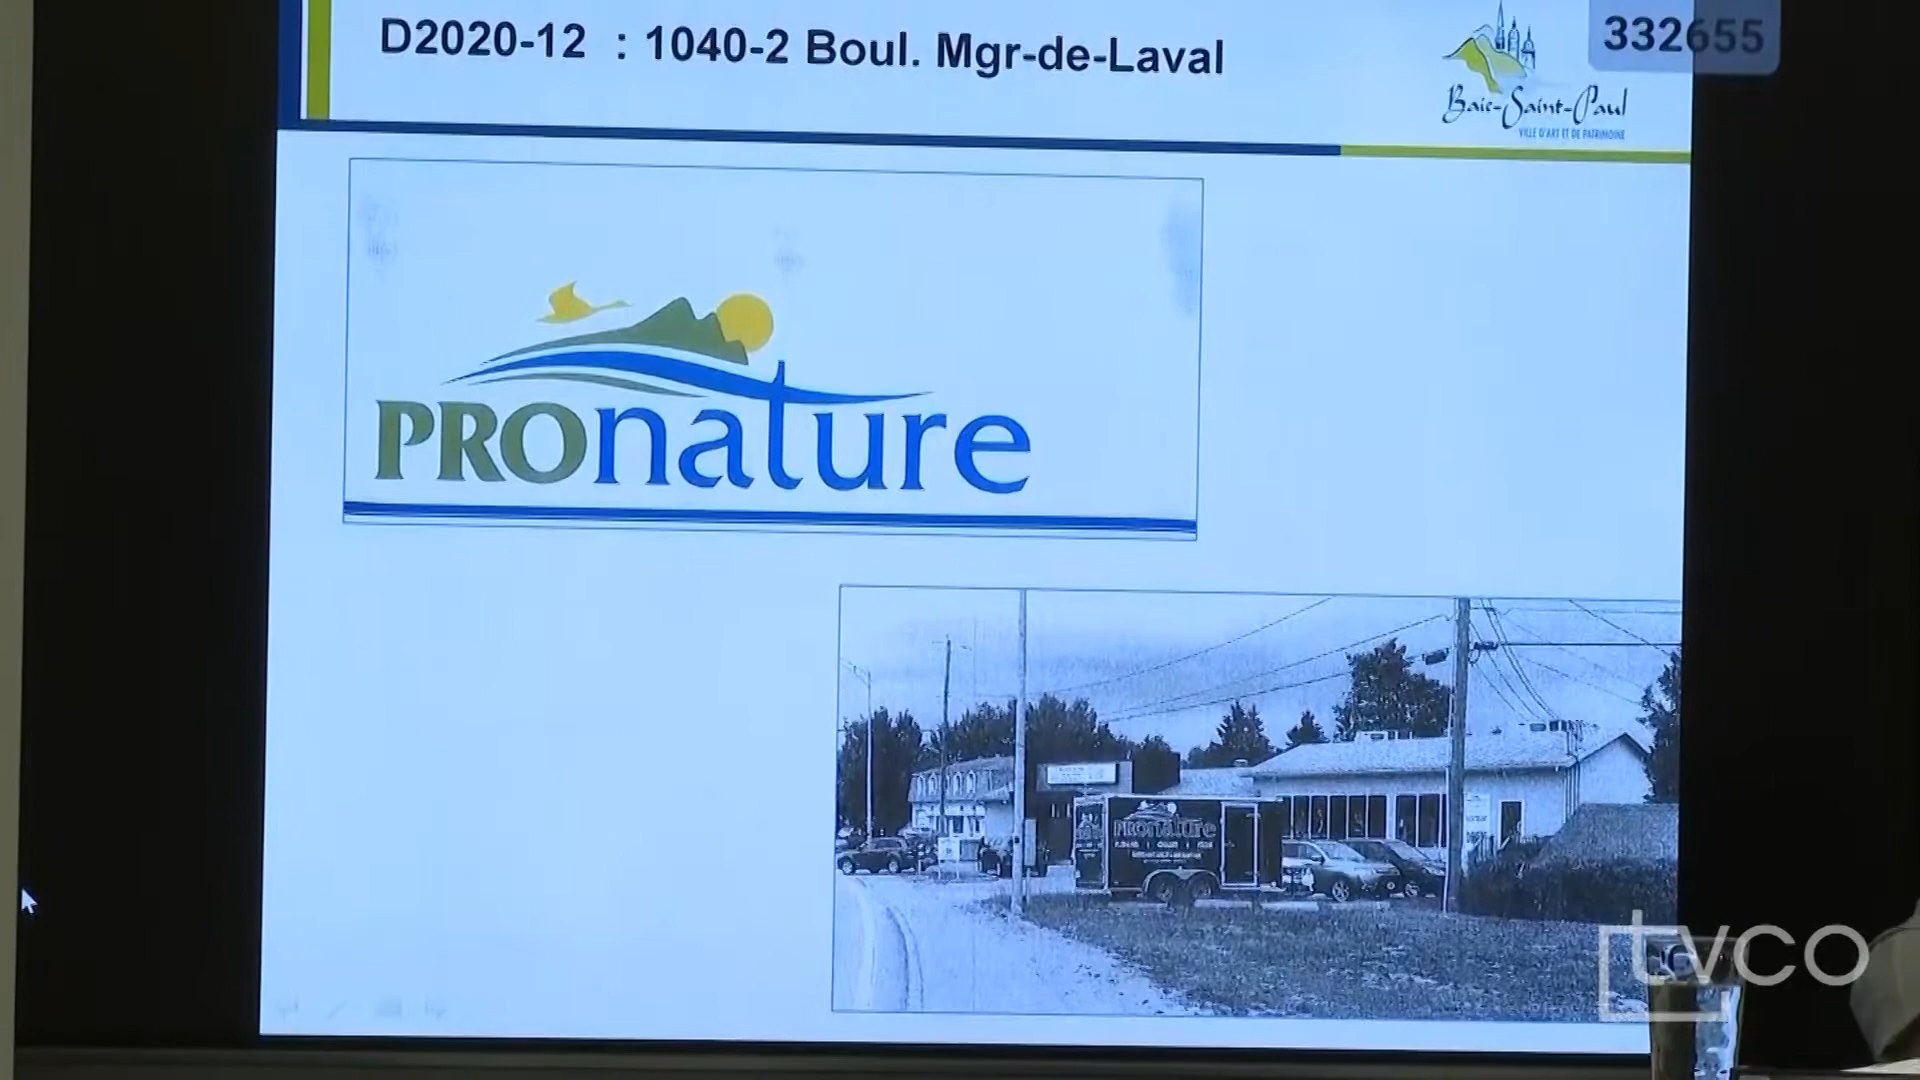 D2020-12 : 1040-2 Boul. Mgr-de-Laval
332655
Baie-Saint-Paul
VILLE D'ART ET DE PATRIMOINE
PROnature
PROnature
tvco